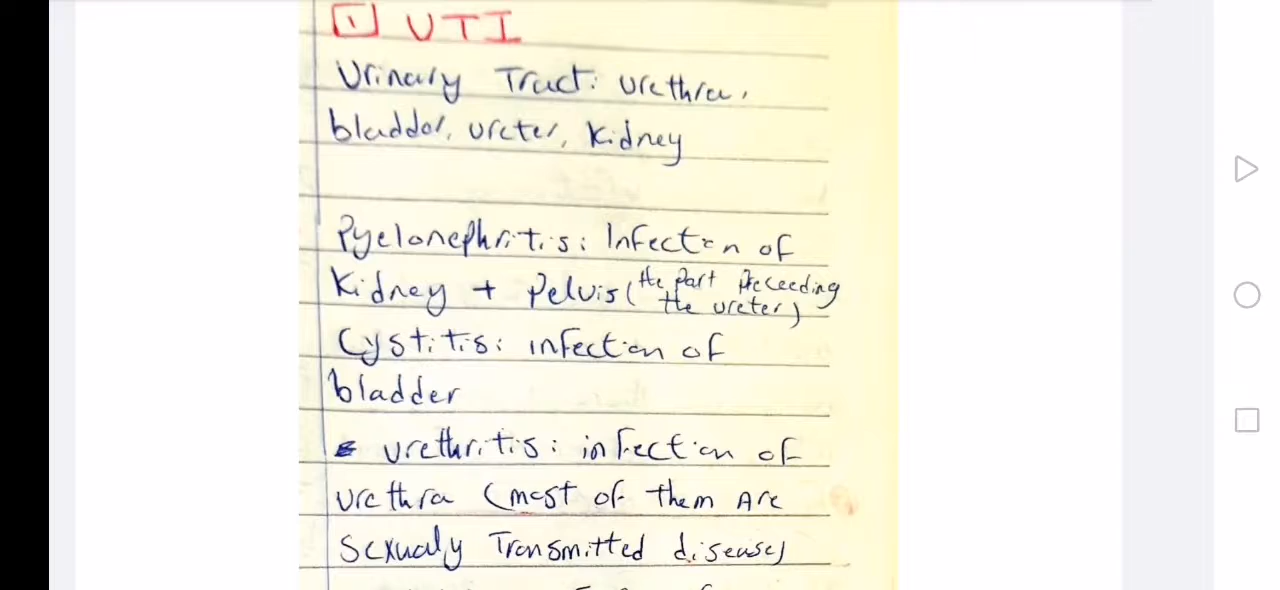 1 UTI
Urinary Tract: urethra,
bladder, ureter, Kidney
Pyelonephritis: Infection of
Kidney + Pelvis (the part Preceeding
the ureter)
Cystitis: infection of
bladder
urethritis: infection of
urethra (most of them Are
Sexualy Transmitted diseases